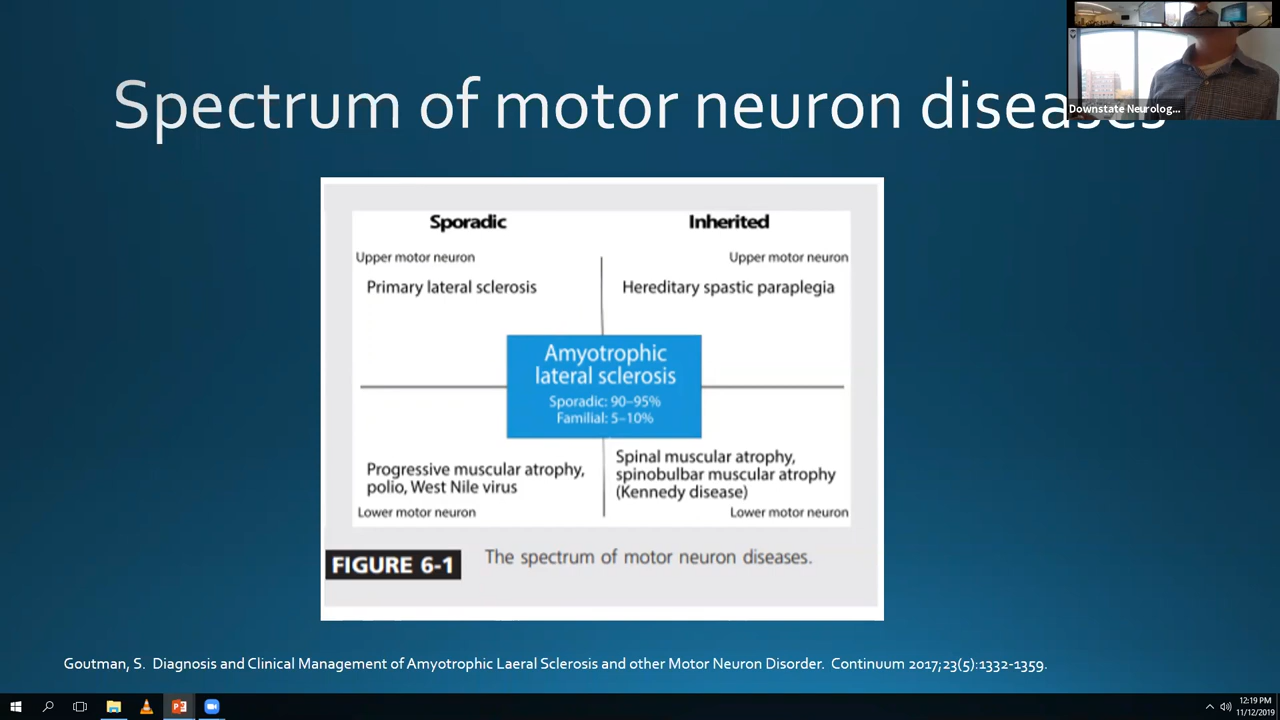 Spectrum of motor neuron diseases
Downstate Neurolog...
Sporadic
Inherited
Upper motor neuron
Upper motor neuron
Primary lateral sclerosis
Hereditary spastic paraplegia
Amyotrophic
lateral sclerosis
Sporadic: 90–95%
Familial: 5–10%
Progressive muscular atrophy,
polio, West Nile virus
Lower motor neuron
Spinal muscular atrophy,
spinobulbar muscular atrophy
(Kennedy disease)
Lower motor neuron
FIGURE 6-1
The spectrum of motor neuron diseases.
Goutman, S. Diagnosis and Clinical Management of Amyotrophic Laeral Sclerosis and other Motor Neuron Disorder. Continuum 2017;23(5):1332-1359.
12:19 PM
11/12/2019